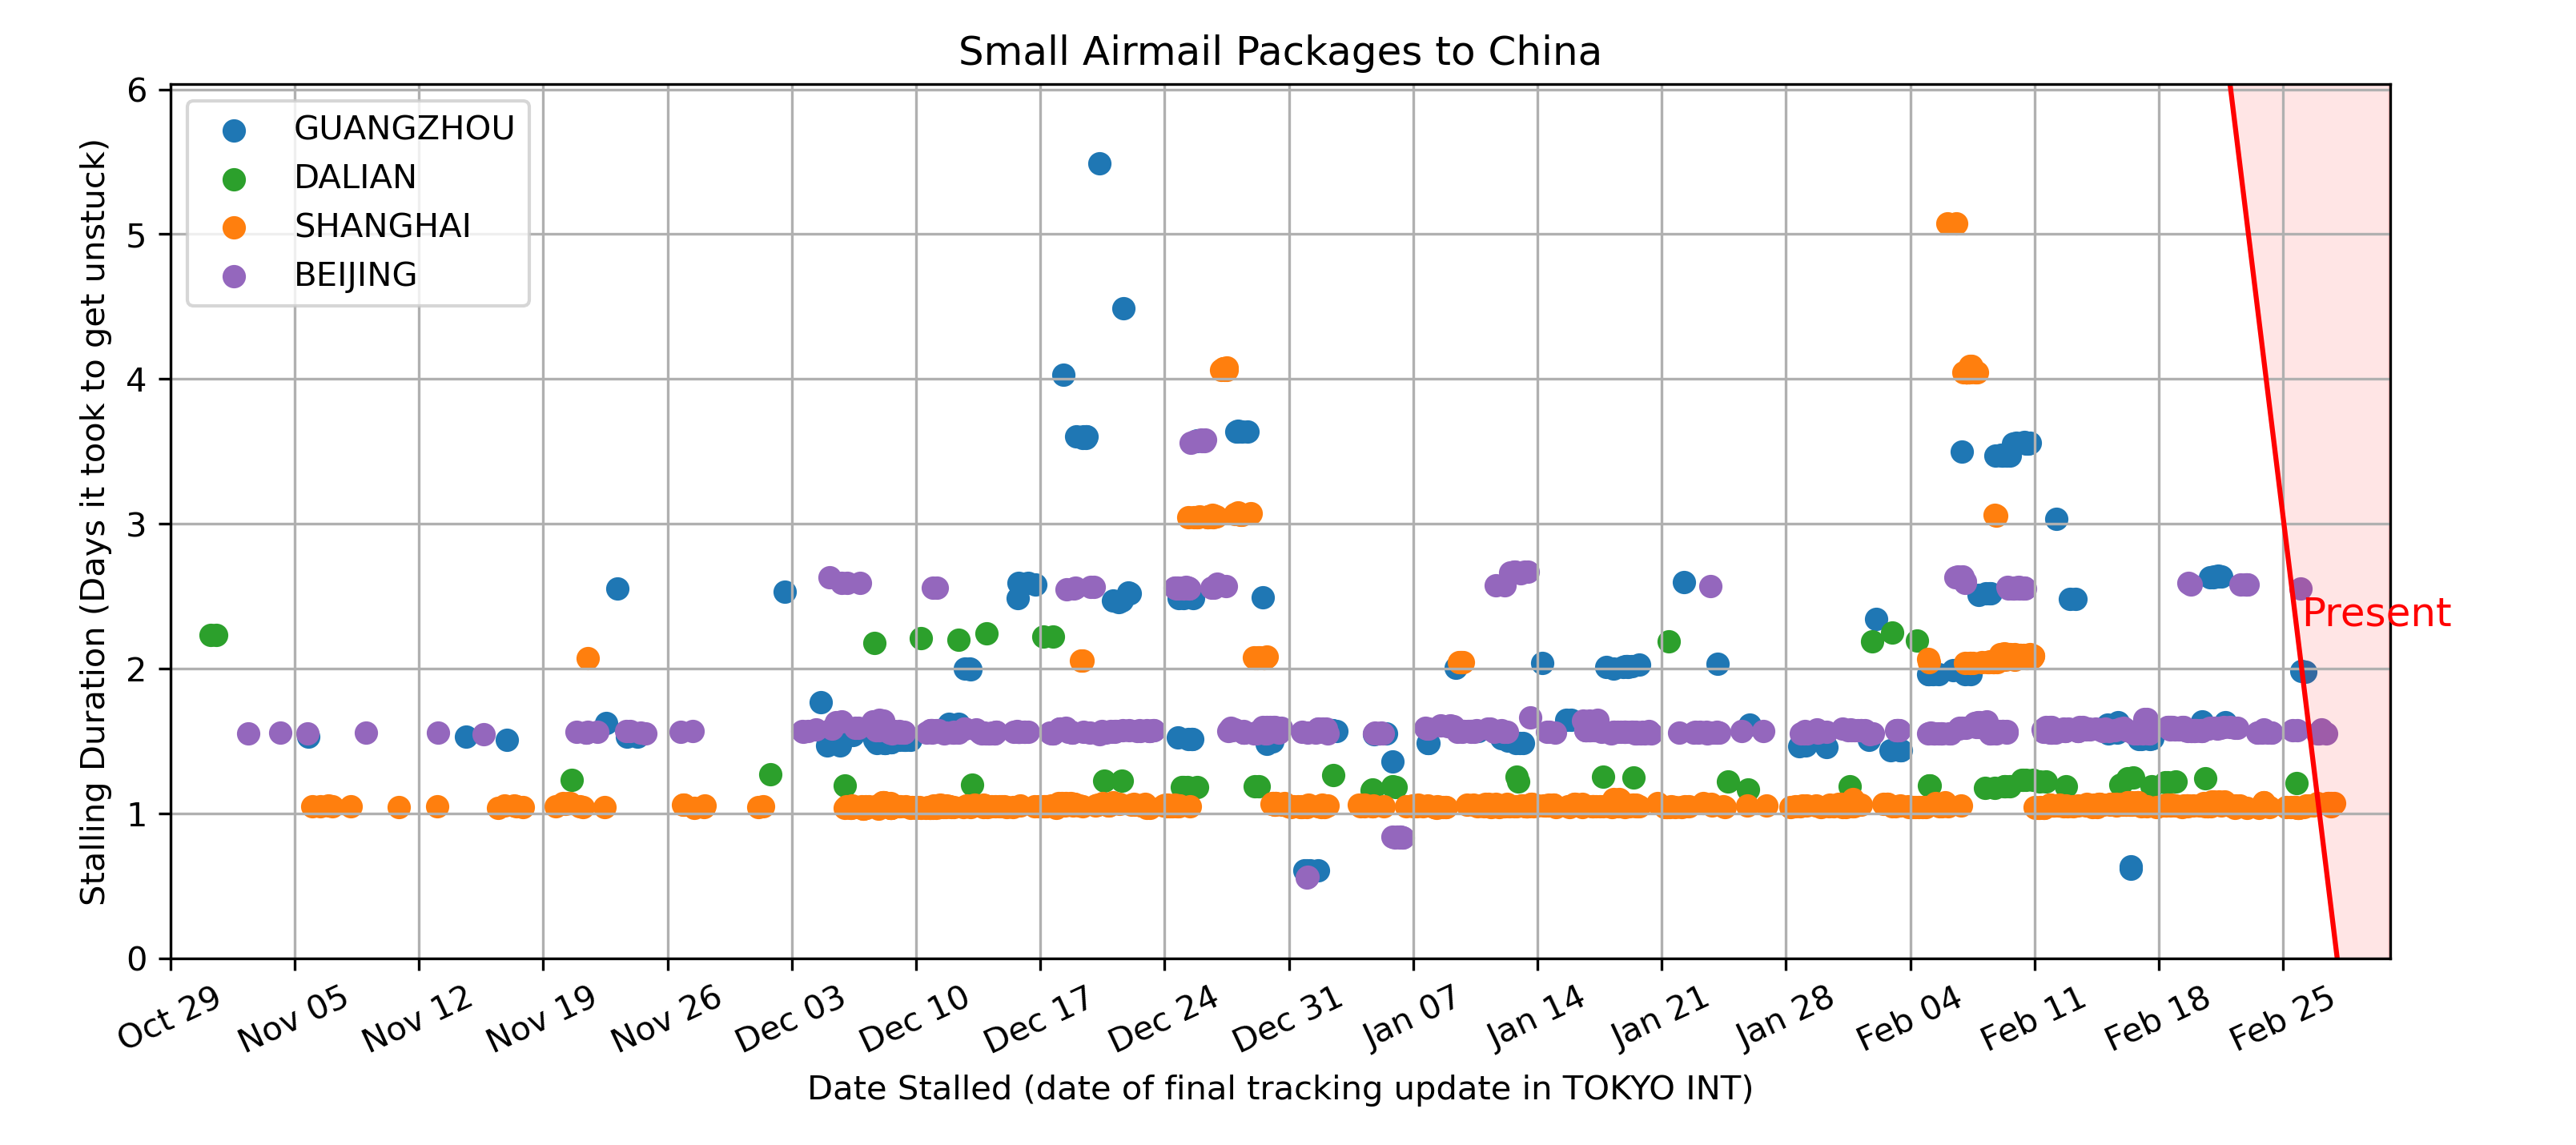 Small Airmail Packages to China
Stalling Duration (Days it took to get unstuck)
6
5
4
3
2
1
0
GUANGZHOU
DALIAN
SHANGHAI
BEIJING
Present
Oct 29 Nov 05 Nov 12 Nov 19 Nov 26 Dec 03 Dec 10 Dec 17 Dec 24 Dec 31 Jan 07 Jan 14 Jan 21 Jan 28 Feb 04 Feb 11 Feb 18 Feb 25
Date Stalled (date of final tracking update in TOKYO INT)